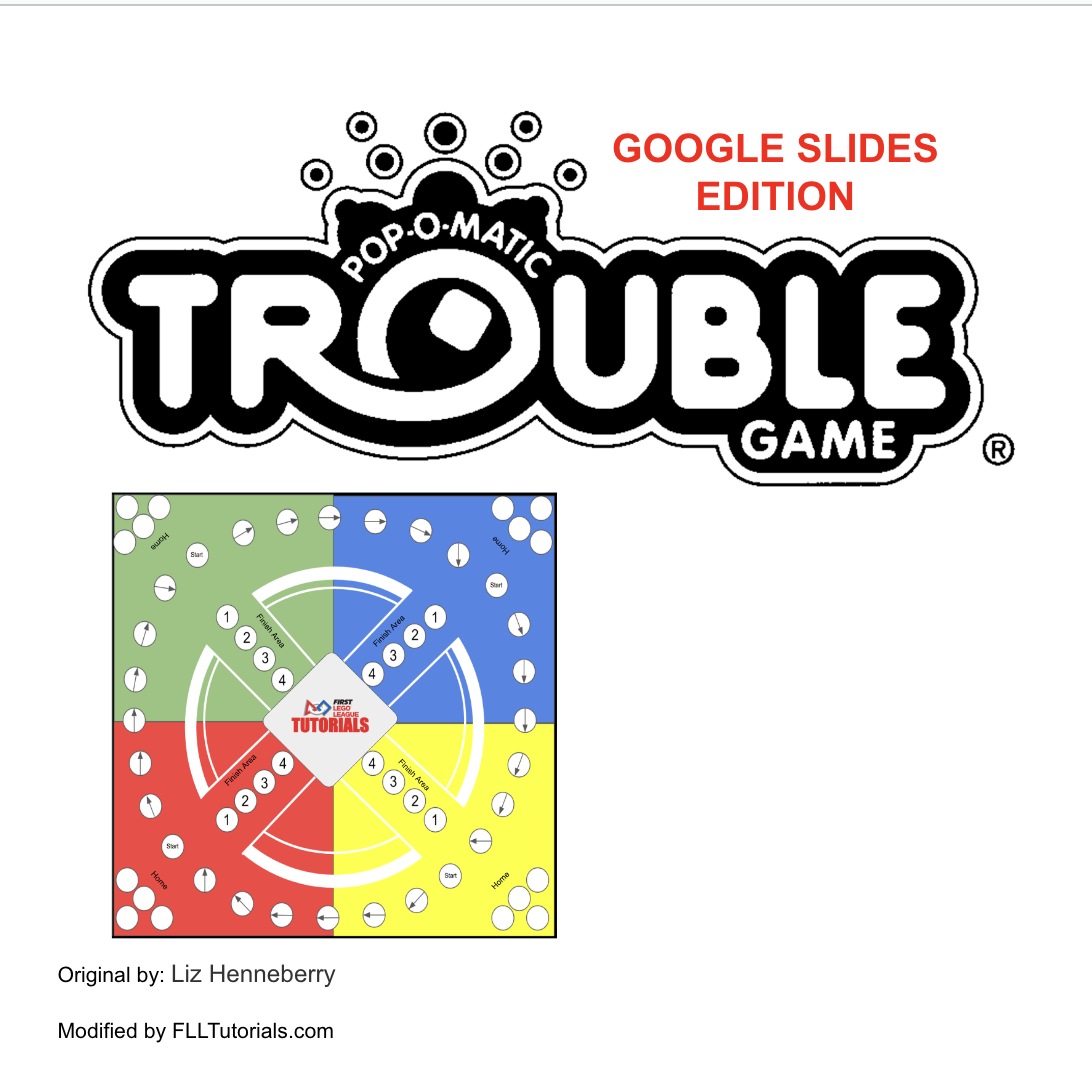 GOOGLE SLIDES
EDITION
POP-O-MATIC
TROUBLE
GAME
®
Home
Start
Home
Start
1
2
3
4
Finish Area
Finish Area
1
2
3
4
FIRST
LEGO
LEAGUE
TUTORIALS
Finish Area
4
3
2
1
4
3
2
1
Finish Area
Start
Home
Start
Home
Original by: Liz Henneberry
Modified by FLLTutorials.com